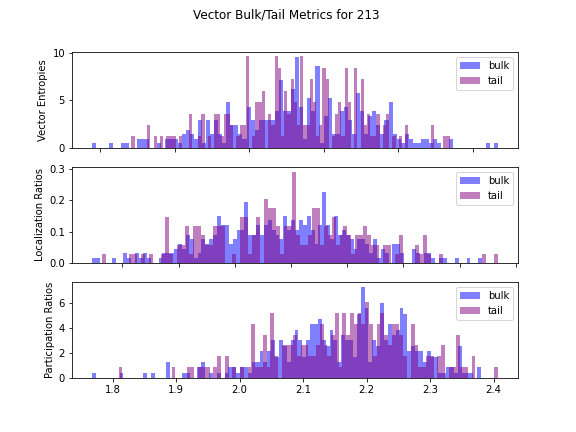 Vector Bulk/Tail Metrics for 213
Vector Entropies
10
5
0
bulk
tail
Localization Ratios
0.3
0.2
0.1
0.0
bulk
tail
Participation Ratios
6
4
2
0
bulk
tail
1.8 1.9 2.0 2.1 2.2 2.3 2.4